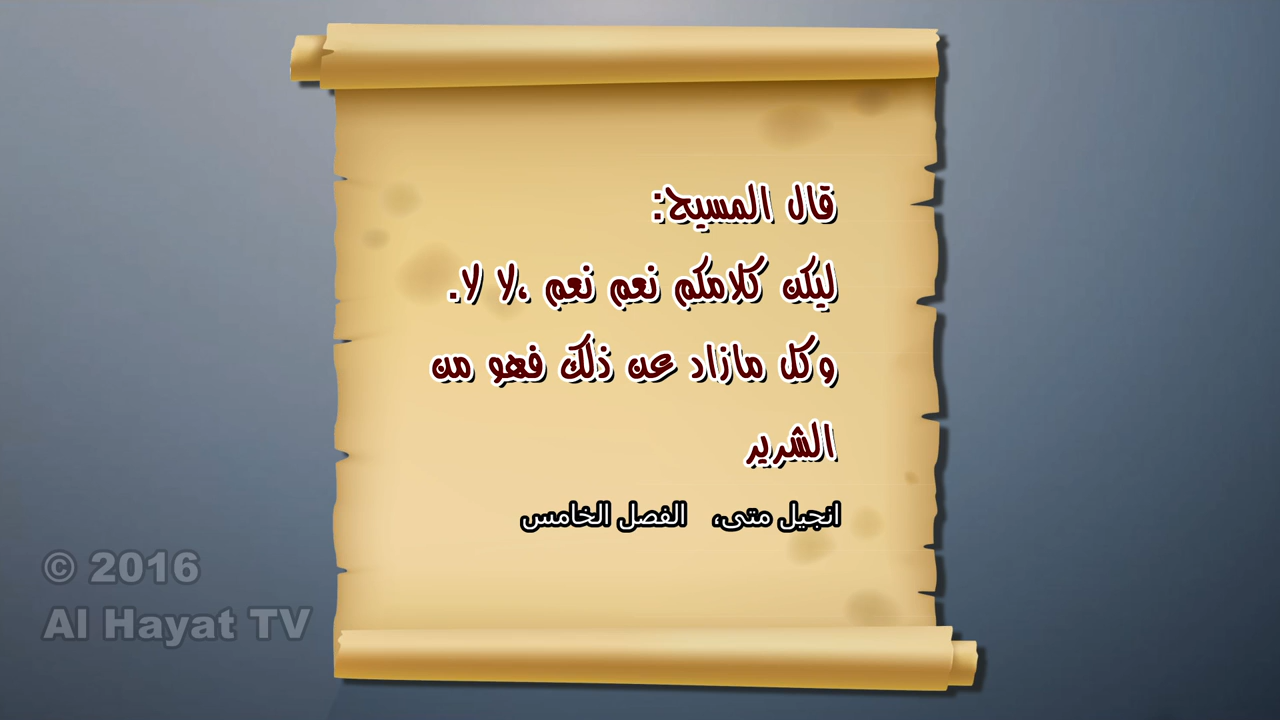 قال المسيح:
ليكن كلامكم نعم نعم ،لا لا.
وكل مازاد عن ذلك فهو من
الشرير
انجيل متى، الفصل الخامس
© 2016
Al Hayat TV